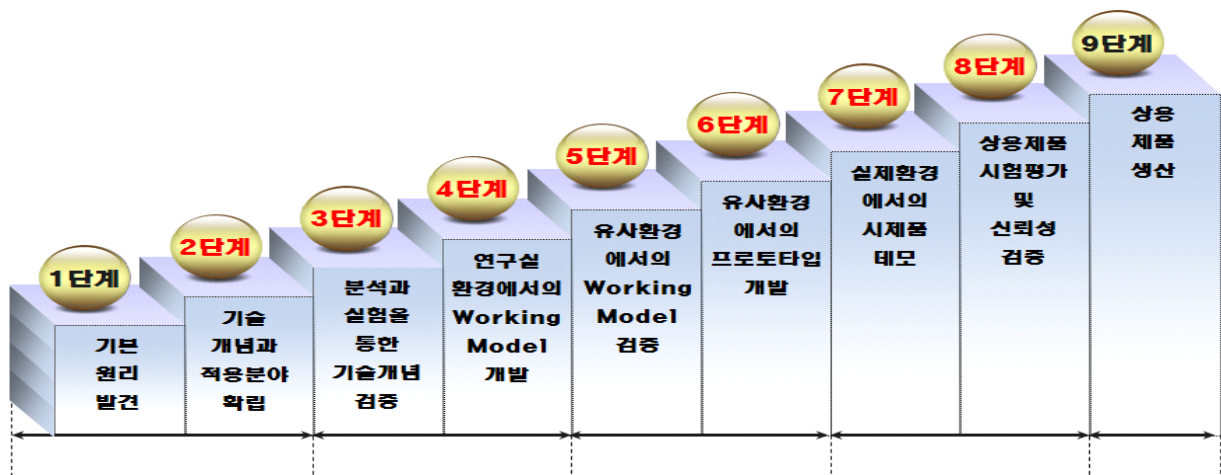 1단계
기본
원리
발견
2단계
기술
개념과
적용분야
확립
3단계
분석과
실험을
통한
기술개념
검증
4단계
연구실
환경에서의
Working
Model
개발
5단계
유사환경
에서의
Working
Model
검증
6단계
유사환경
에서의
프로토타입
개발
7단계
실제환경
에서의
시제품
데모
8단계
상용제품
시험평가
및
신뢰성
검증
9단계
상용
제품
생산